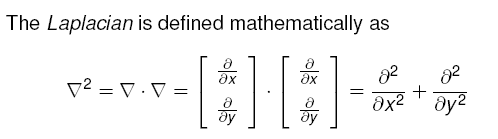 The Laplacian is defined mathematically as
∇² = ∇ · ∇ = [ ∂/∂x ∂/∂y ] · [ ∂/∂x ∂/∂y ] = ∂²/∂x² + ∂²/∂y²